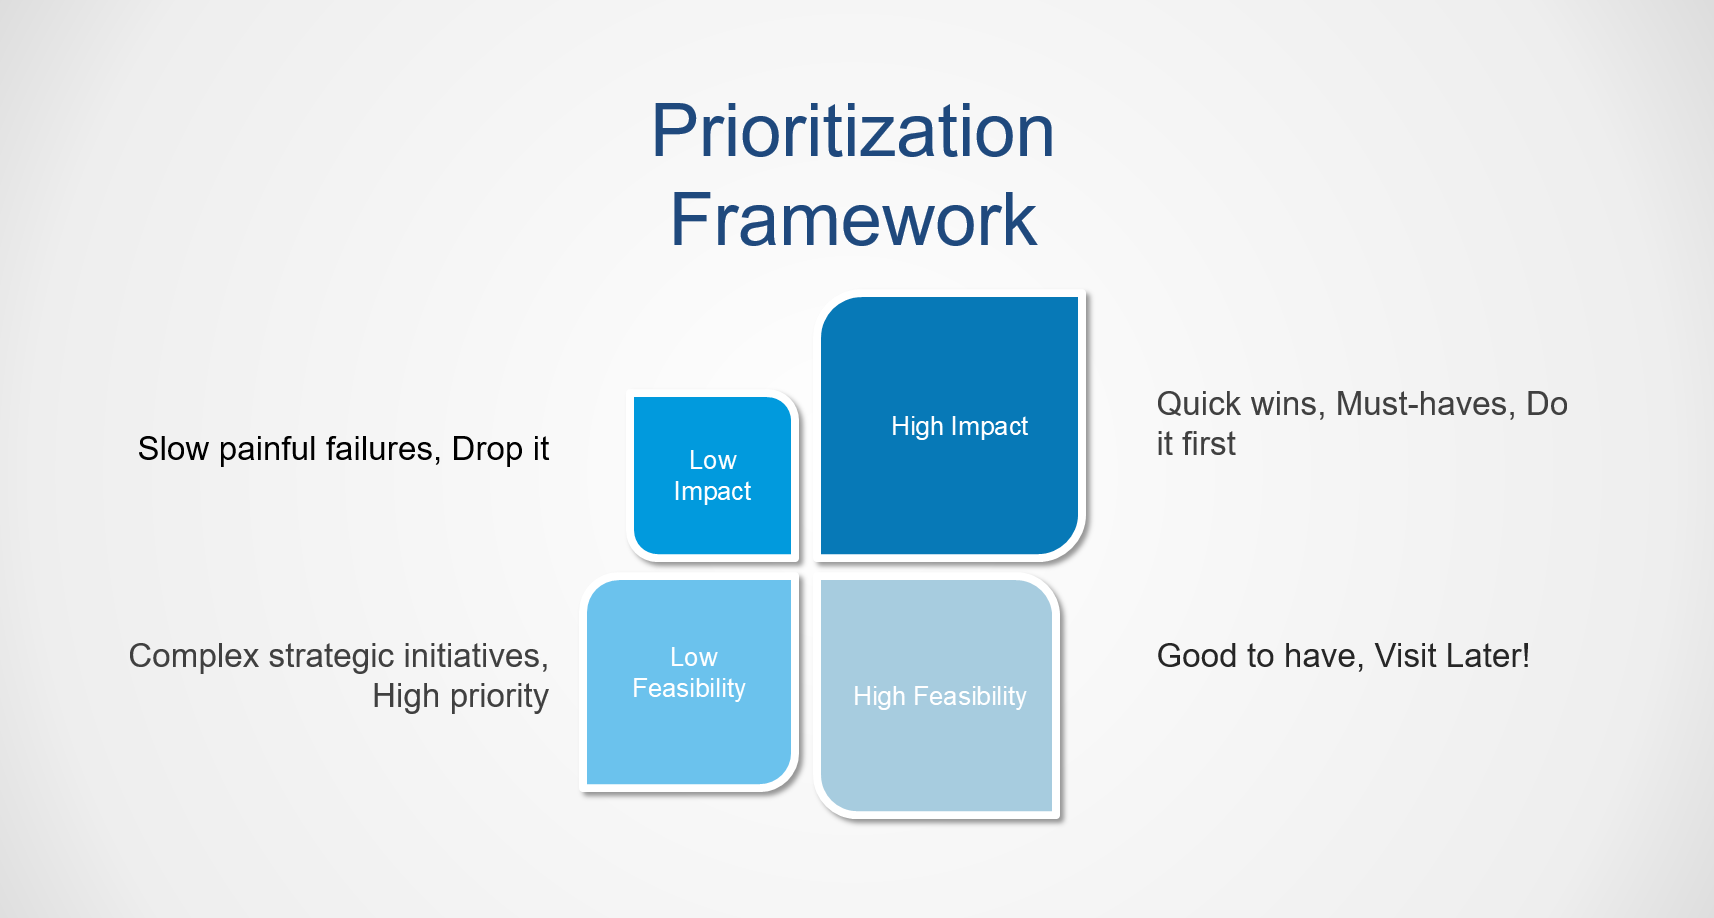 Prioritization
Framework
Slow painful failures, Drop it
Low
Impact
High Impact
Quick wins, Must-haves, Do
it first
Complex strategic initiatives,
High priority
Low
Feasibility
High Feasibility
Good to have, Visit Later!